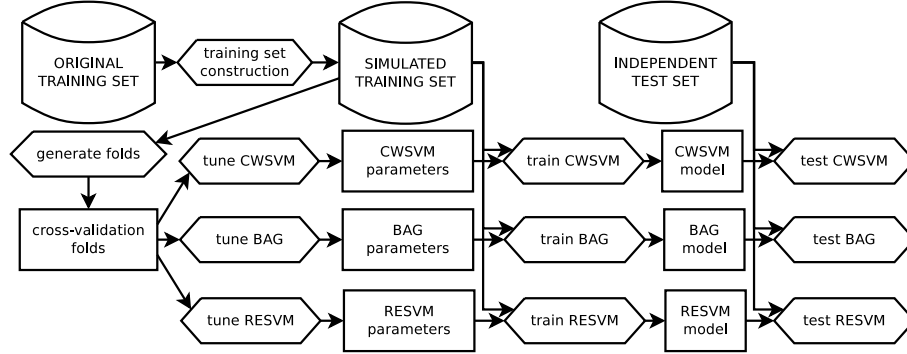 ORIGINAL
TRAINING SET
training set
construction
SIMULATED
TRAINING SET
INDEPENDENT
TEST SET
generate folds
cross-validation
folds
tune CWSVM
CWSVM
parameters
train CWSVM
CWSVM
model
test CWSVM
tune BAG
BAG
parameters
train BAG
BAG
model
test BAG
tune RESVM
RESVM
parameters
train RESVM
RESVM
model
test RESVM